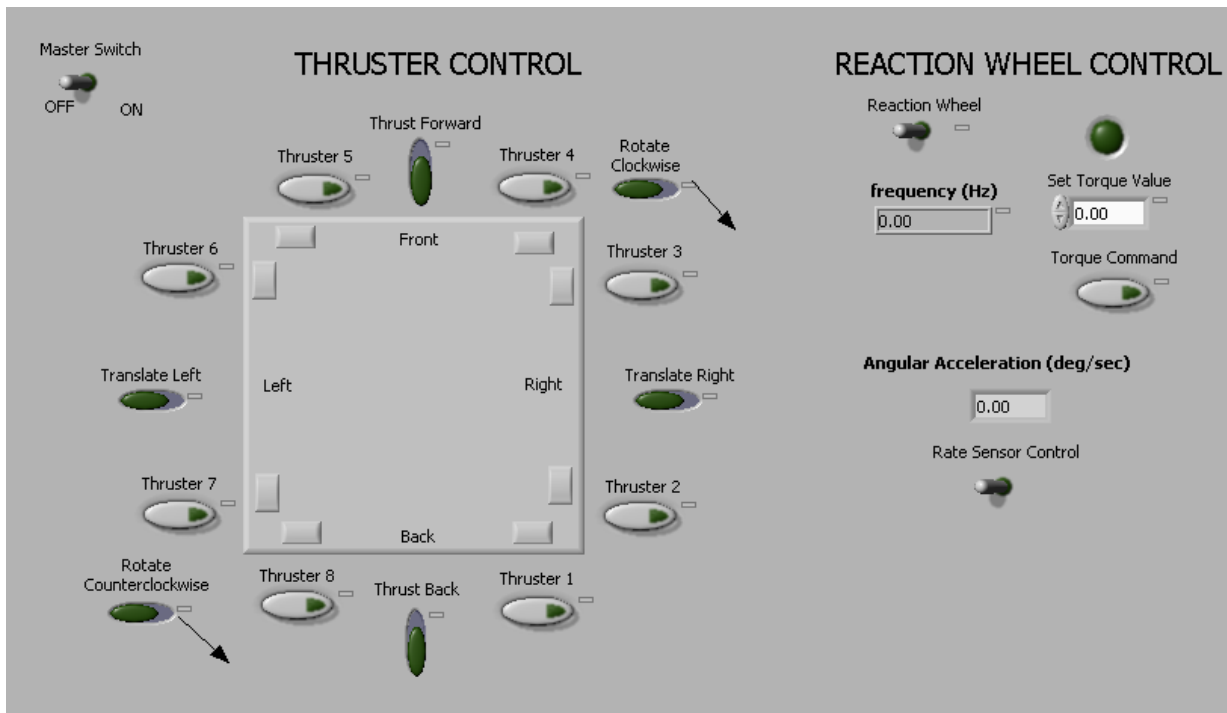 Master Switch
OFF
ON
THRUSTER CONTROL
Thrust Forward
Thruster 5
Thruster 4
Rotate
Clockwise
Thruster 6
Front
Thruster 3
Translate Left
Left
Right
Translate Right
Thruster 7
Thruster 2
Back
Rotate
Counterclockwise
Thruster 8
Thrust Back
Thruster 1
REACTION WHEEL CONTROL
Reaction Wheel
frequency (Hz)
0.00
Set Torque Value
0.00
Torque Command
Angular Acceleration (deg/sec)
0.00
Rate Sensor Control